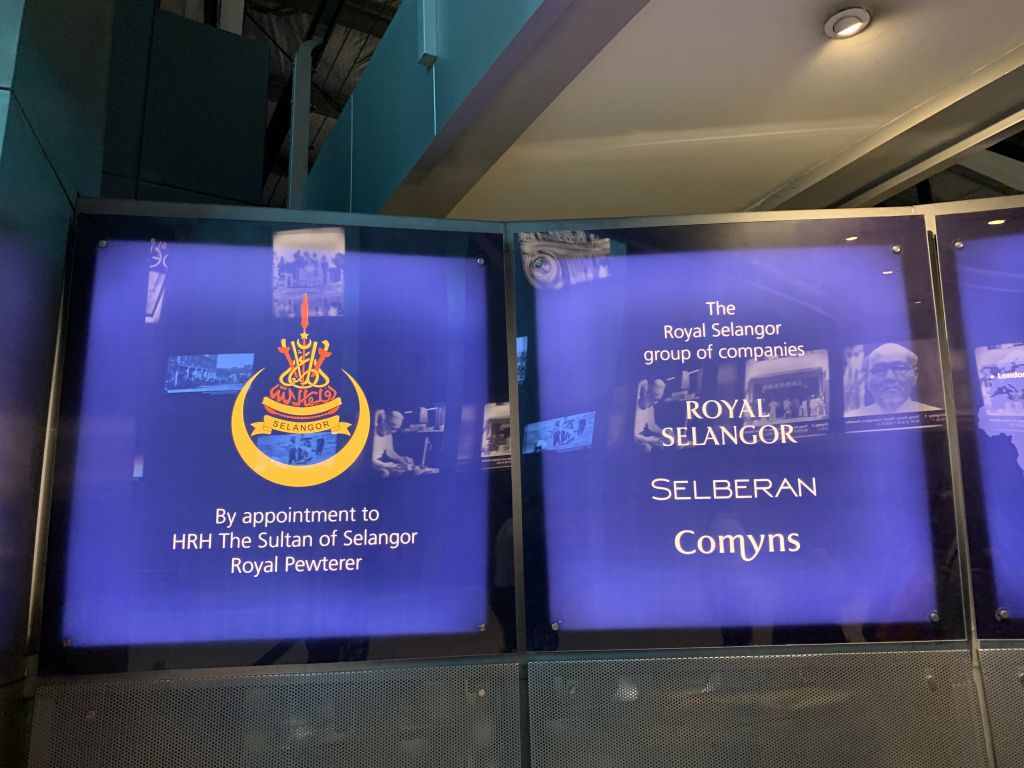 SELANGOR
By appointment to
HRH The Sultan of Selangor
Royal Pewterer
The
Royal Selangor
group of companies
ROYAL
SELANGOR
SELBERAN
Comyns
London